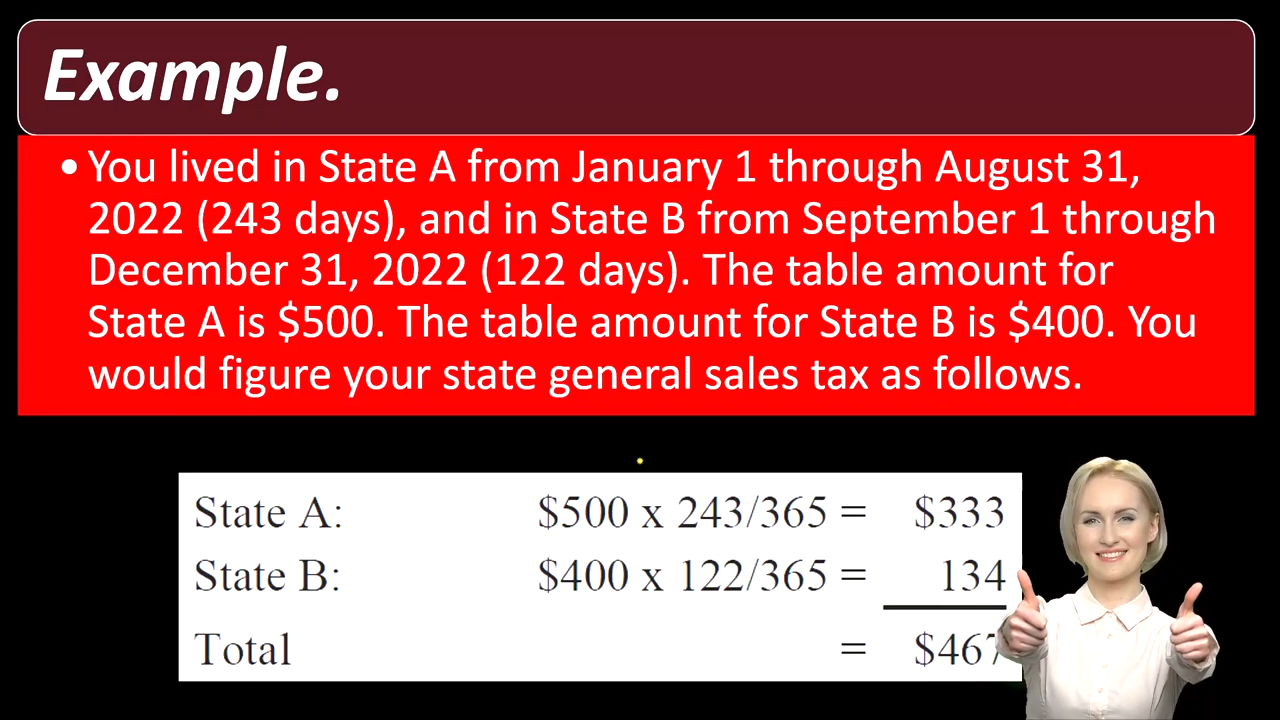 Example.
• You lived in State A from January 1 through August 31,
2022 (243 days), and in State B from September 1 through
December 31, 2022 (122 days). The table amount for
State A is $500. The table amount for State B is $400. You
would figure your state general sales tax as follows.
State A: $500 x 243/365 = $333
State B: $400 x 122/365 = 134
Total = $467